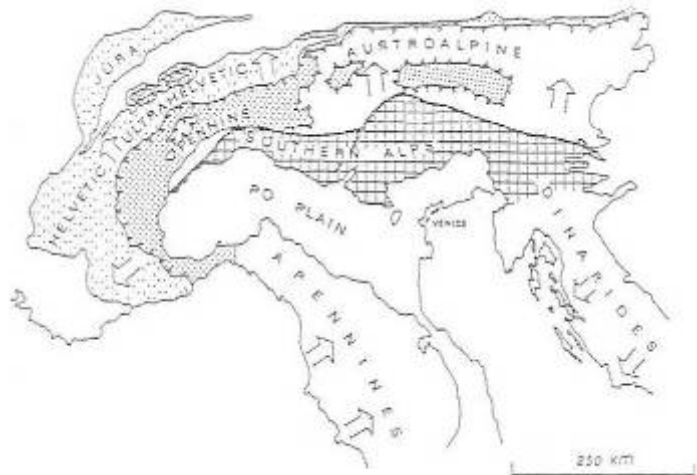 JURA
AUSTROALPINE
HELVETIC
ULTRAHELVETIC
PENNINE
SOUTHERN ALPS
PO PLAIN
VENICE
APENNINES
DINARIDES
250 KM